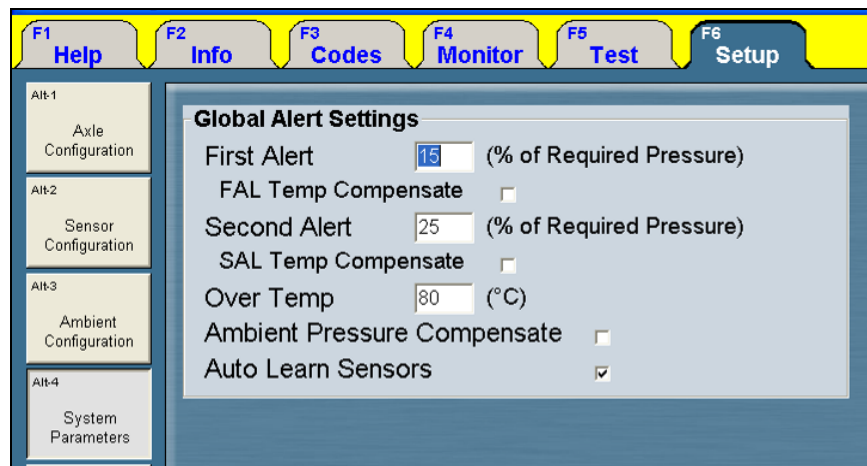 F1 Help
F2 Info
F3 Codes
F4 Monitor
F5 Test
F6 Setup
Alt-1
Axle
Configuration
Alt-2
Sensor
Configuration
Alt-3
Ambient
Configuration
Alt-4
System
Parameters
Global Alert Settings
First Alert 15 (% of Required Pressure)
FAL Temp Compensate
Second Alert 25 (% of Required Pressure)
SAL Temp Compensate
Over Temp 80 (°C)
Ambient Pressure Compensate
Auto Learn Sensors